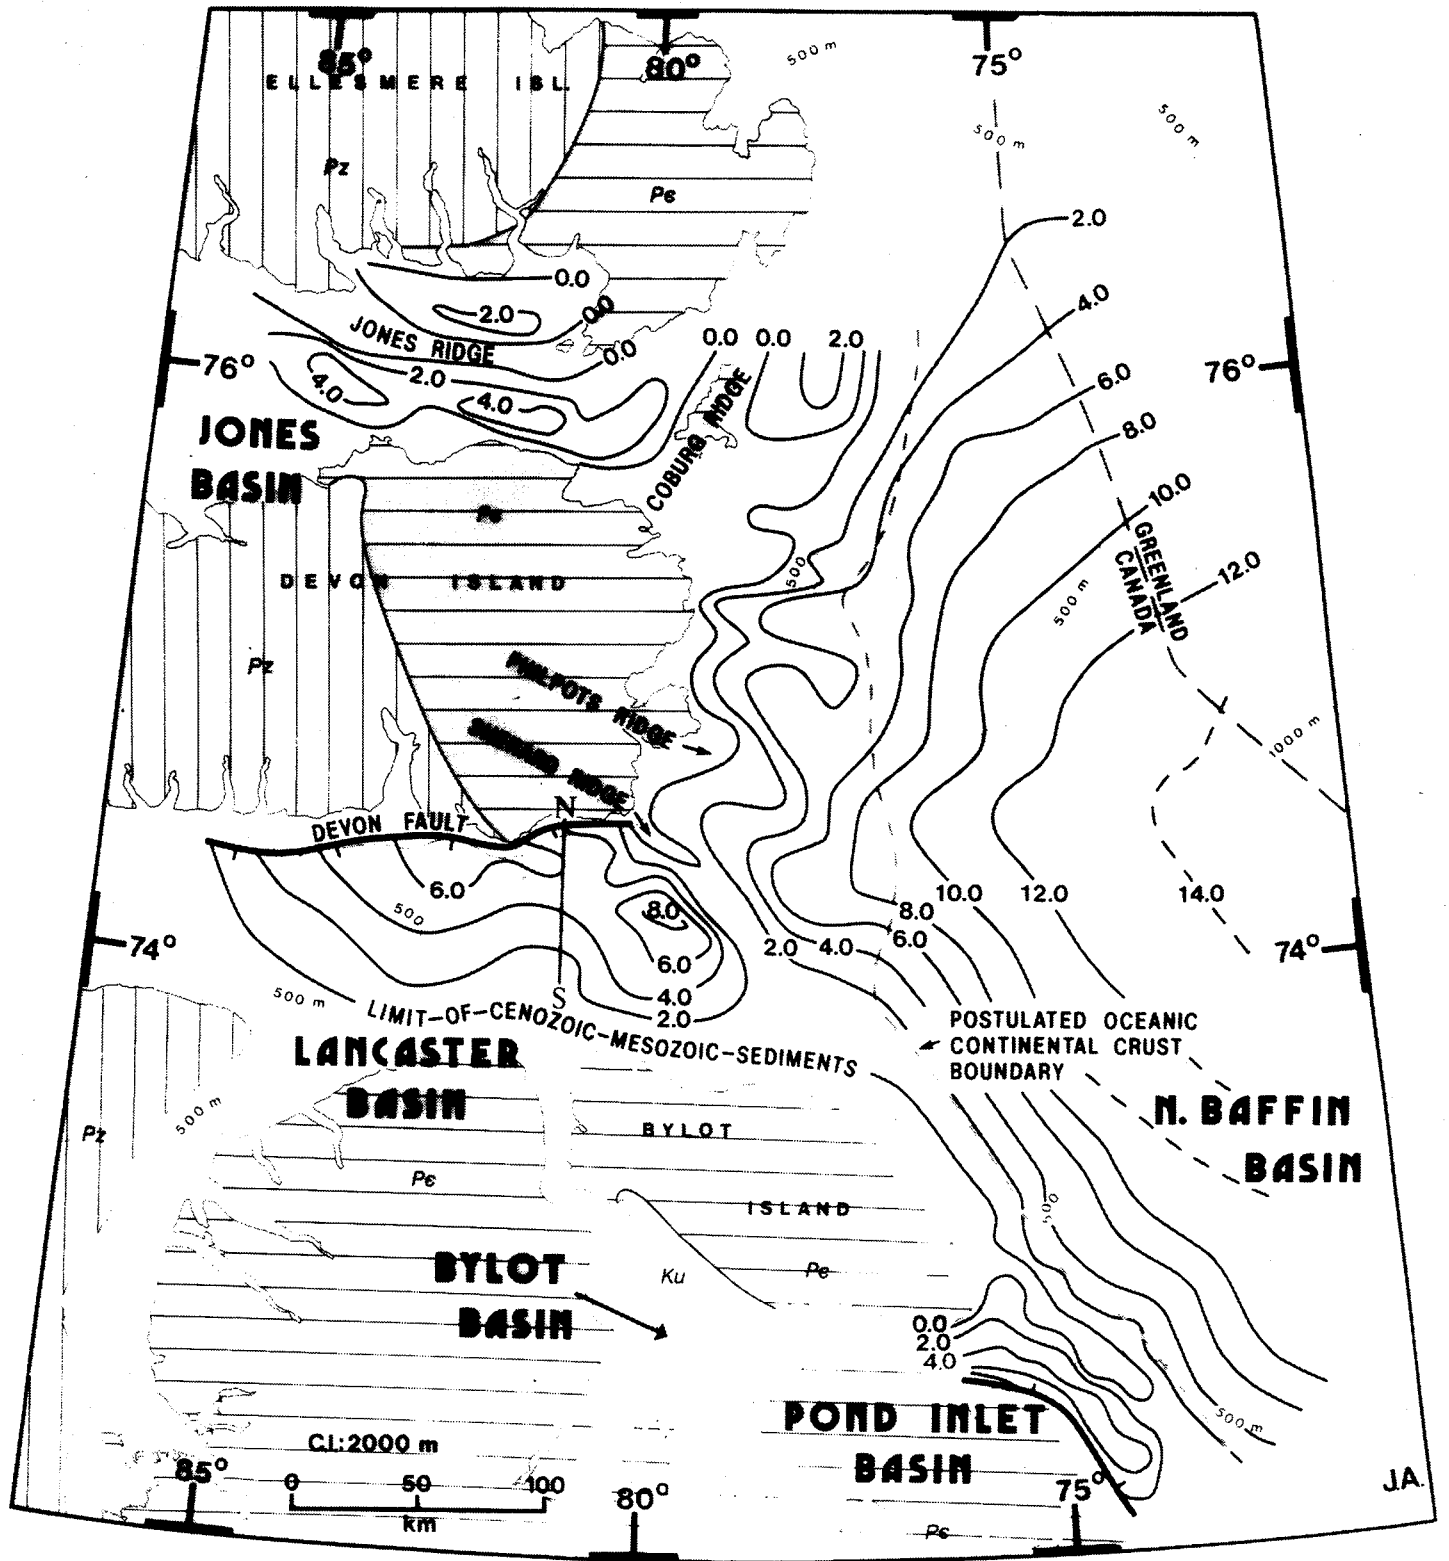 85°
80°
75°
500 m
ELLESMERE ISL.
500 m
500 m
Pz
Pє
2.0
0.0
4.0
2.0
0.0
JONES RIDGE
0.0
0.0
0.0
2.0
76°
76°
4.0
2.0
6.0
4.0
8.0
JONES
BASIN
COBURG RIDGE
10.0
Pє
GREENLAND
CANADA
500
12.0
DEVON ISLAND
500 m
Pz
PHILPOTS RIDGE
1000 m
N
DEVON FAULT
6.0
500
8.0
8.0
10.0
12.0
14.0
74°
2.0
4.0
6.0
74°
6.0
500 m
S
4.0
2.0
LIMIT-OF-CENOZOIC-MESOZOIC-SEDIMENTS
POSTULATED OCEANIC
CONTINENTAL CRUST
BOUNDARY
LANCASTER
BASIN
500 m
N. BAFFIN
BASIN
Pz
BYLOT
Pє
ISLAND
500
BYLOT
BASIN
Ku
Pє
0.0
2.0
4.0
POND INLET
BASIN
500 m
C.I.:2000 m
85°
0 50 100
km
80°
75°
J.A.
Pє